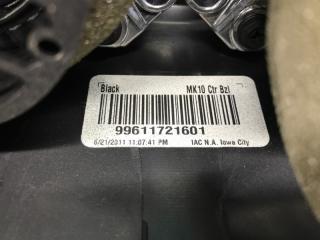 Black MK10 Ctr Bzl
99611721601
6/21/2011 11:07:41 PM IAC N.A. Iowa City